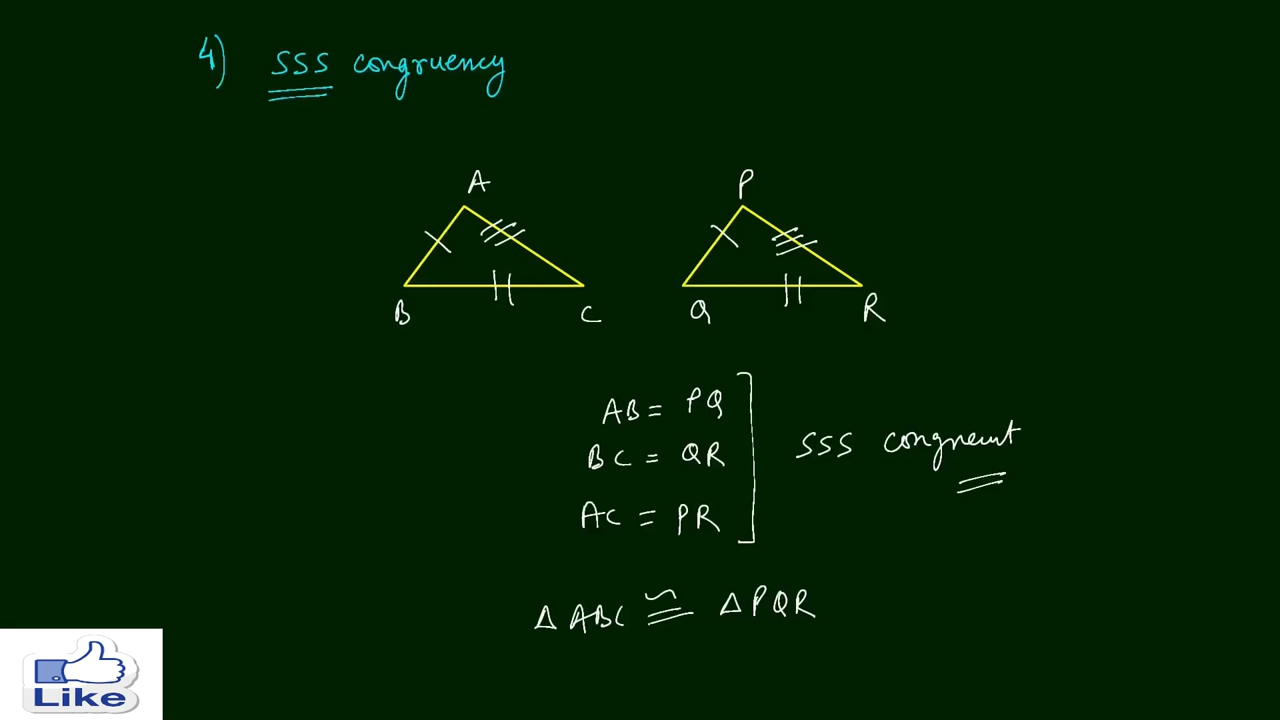 4) SSS congruency
A P
B C Q R
AB = PQ
BC = QR
AC = PR
SSS congruent
Δ ABC ≅ Δ PQR
Like